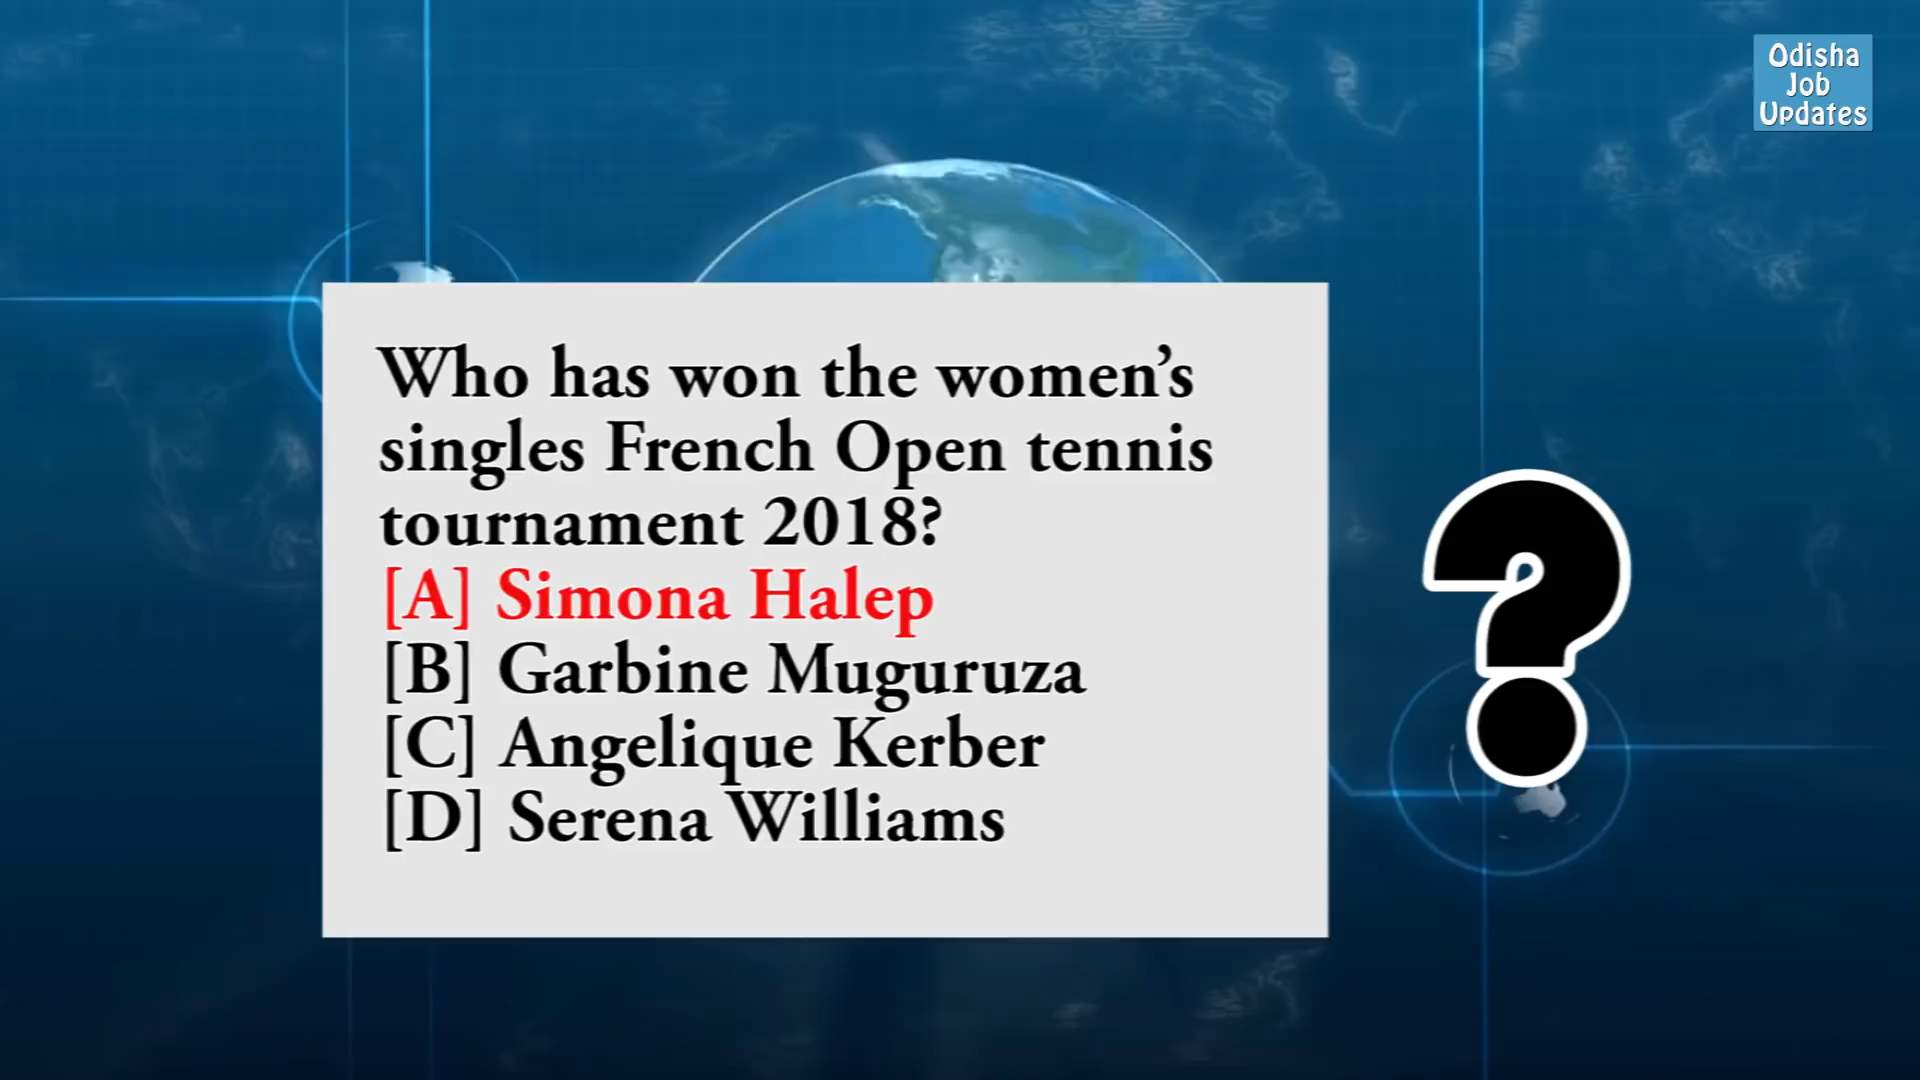 Odisha
Job
Updates
Who has won the women’s
singles French Open tennis
tournament 2018?
[A] Simona Halep
[B] Garbine Muguruza
[C] Angelique Kerber
[D] Serena Williams
?